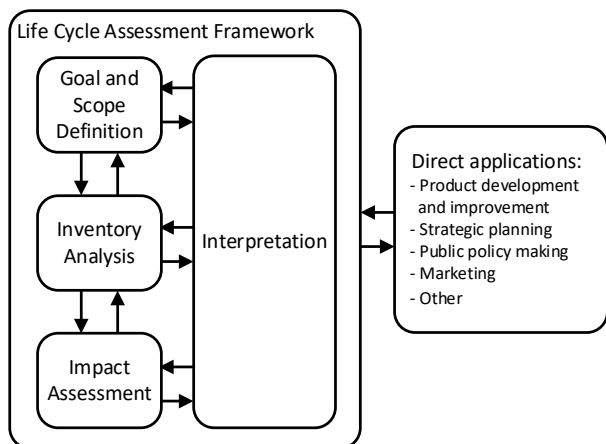 Life Cycle Assessment Framework
Goal and
Scope
Definition
Inventory
Analysis
Impact
Assessment
Interpretation
Direct applications:
- Product development
and improvement
- Strategic planning
- Public policy making
- Marketing
- Other